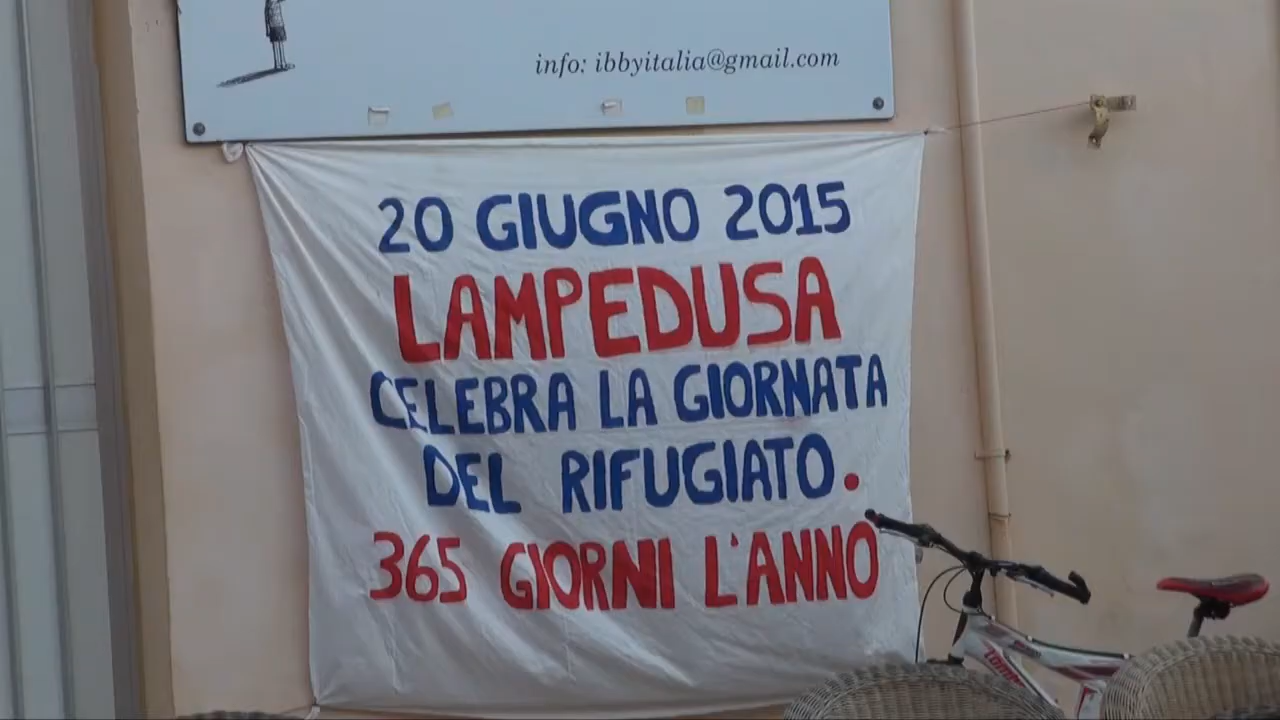 info: ibbyitalia@gmail.com
20 GIUGNO 2015
LAMPEDUSA
CELEBRA LA GIORNATA
DEL RIFUGIATO.
365 GIORNI L'ANNO